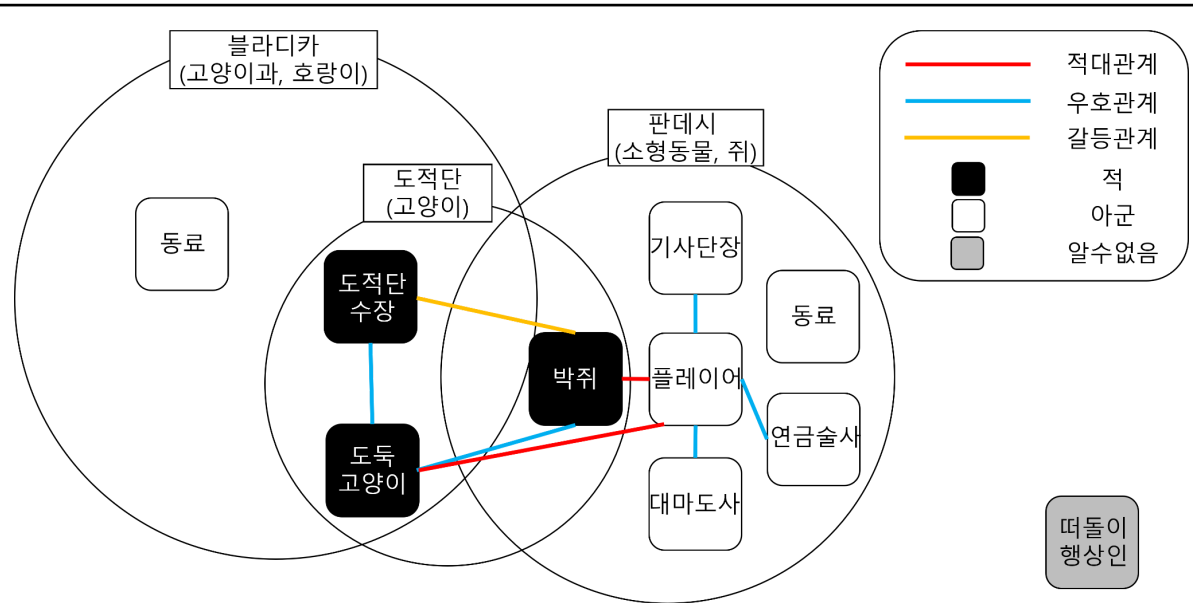 블라디카
(고양이과, 호랑이)
적대관계
우호관계
갈등관계
적
아군
알수없음
판데시
(소형동물, 쥐)
도적단
(고양이)
동료
기사단장
도적단
수장
동료
박쥐
플레이어
연금술사
도둑
고양이
대마도사
떠돌이
행상인